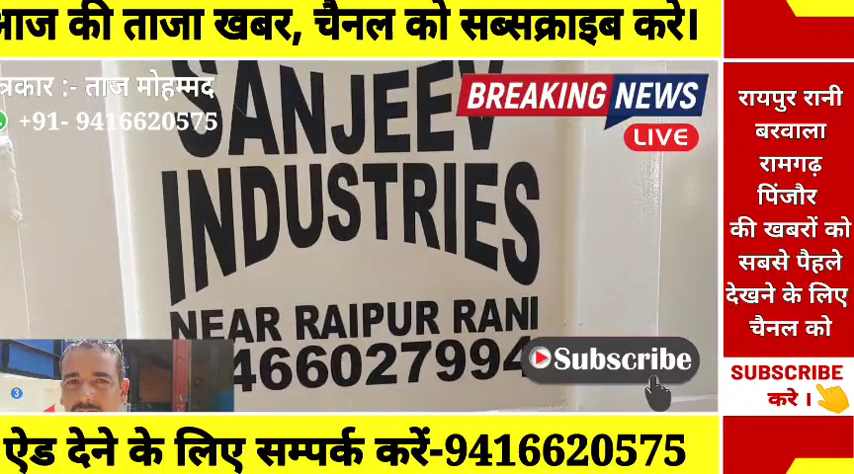 आज की ताजा खबर, चैनल को सब्सक्राइब करे।
त्रकार :- ताज मोहम्मद
+91- 9416620575
BREAKING NEWS
LIVE
SANJEEV
INDUSTRIES
NEAR RAIPUR RANI
466027994
Subscribe
3
ऐड देने के लिए सम्पर्क करें-9416620575
रायपुर रानी
बरवाला
रामगढ़
पिंजौर
की खबरों को
सबसे पैहले
देखने के लिए
चैनल को
SUBSCRIBE
करे ।